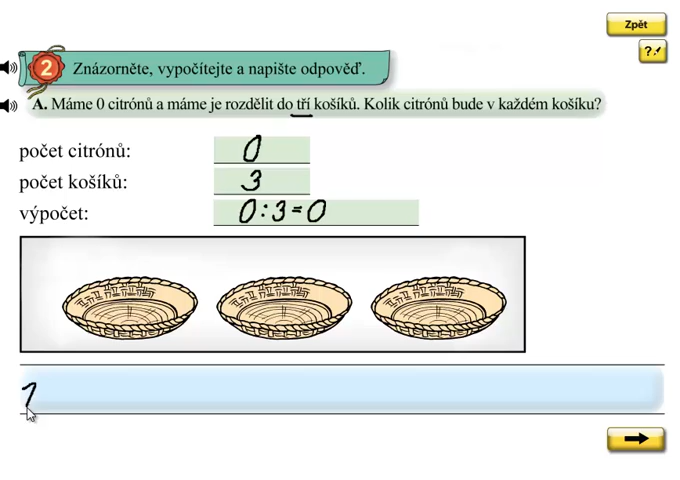 Zpět
?
2 Znázorněte, vypočítejte a napište odpověď.
A. Máme 0 citrónů a máme je rozdělit do tří košíků. Kolik citrónů bude v každém košíku?
počet citrónů: 0
počet košíků: 3
výpočet: 0:3=0